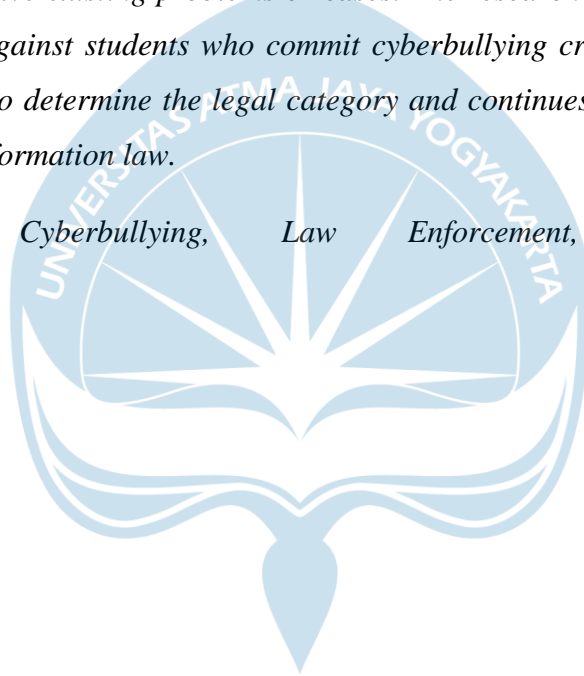 against students who commit cyberbullying
to determine the legal category and continues
formation law.
Cyberbullying, Law Enforcement,
UNIVERSITAS ATMA JAYA YOGYAKARTA